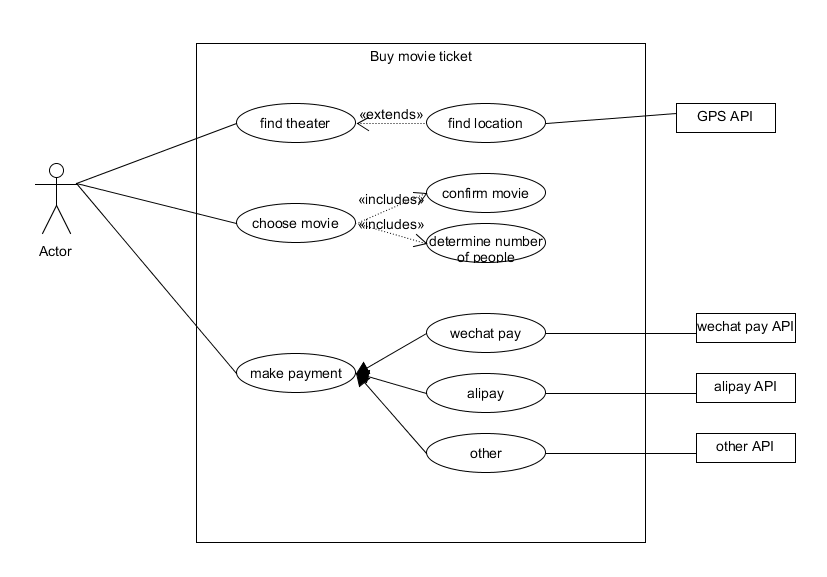 Buy movie ticket
find theater
«extends»
find location
GPS API
Actor
choose movie
«includes»
confirm movie
«includes»
determine number
of people
make payment
wechat pay
wechat pay API
alipay
alipay API
other
other API